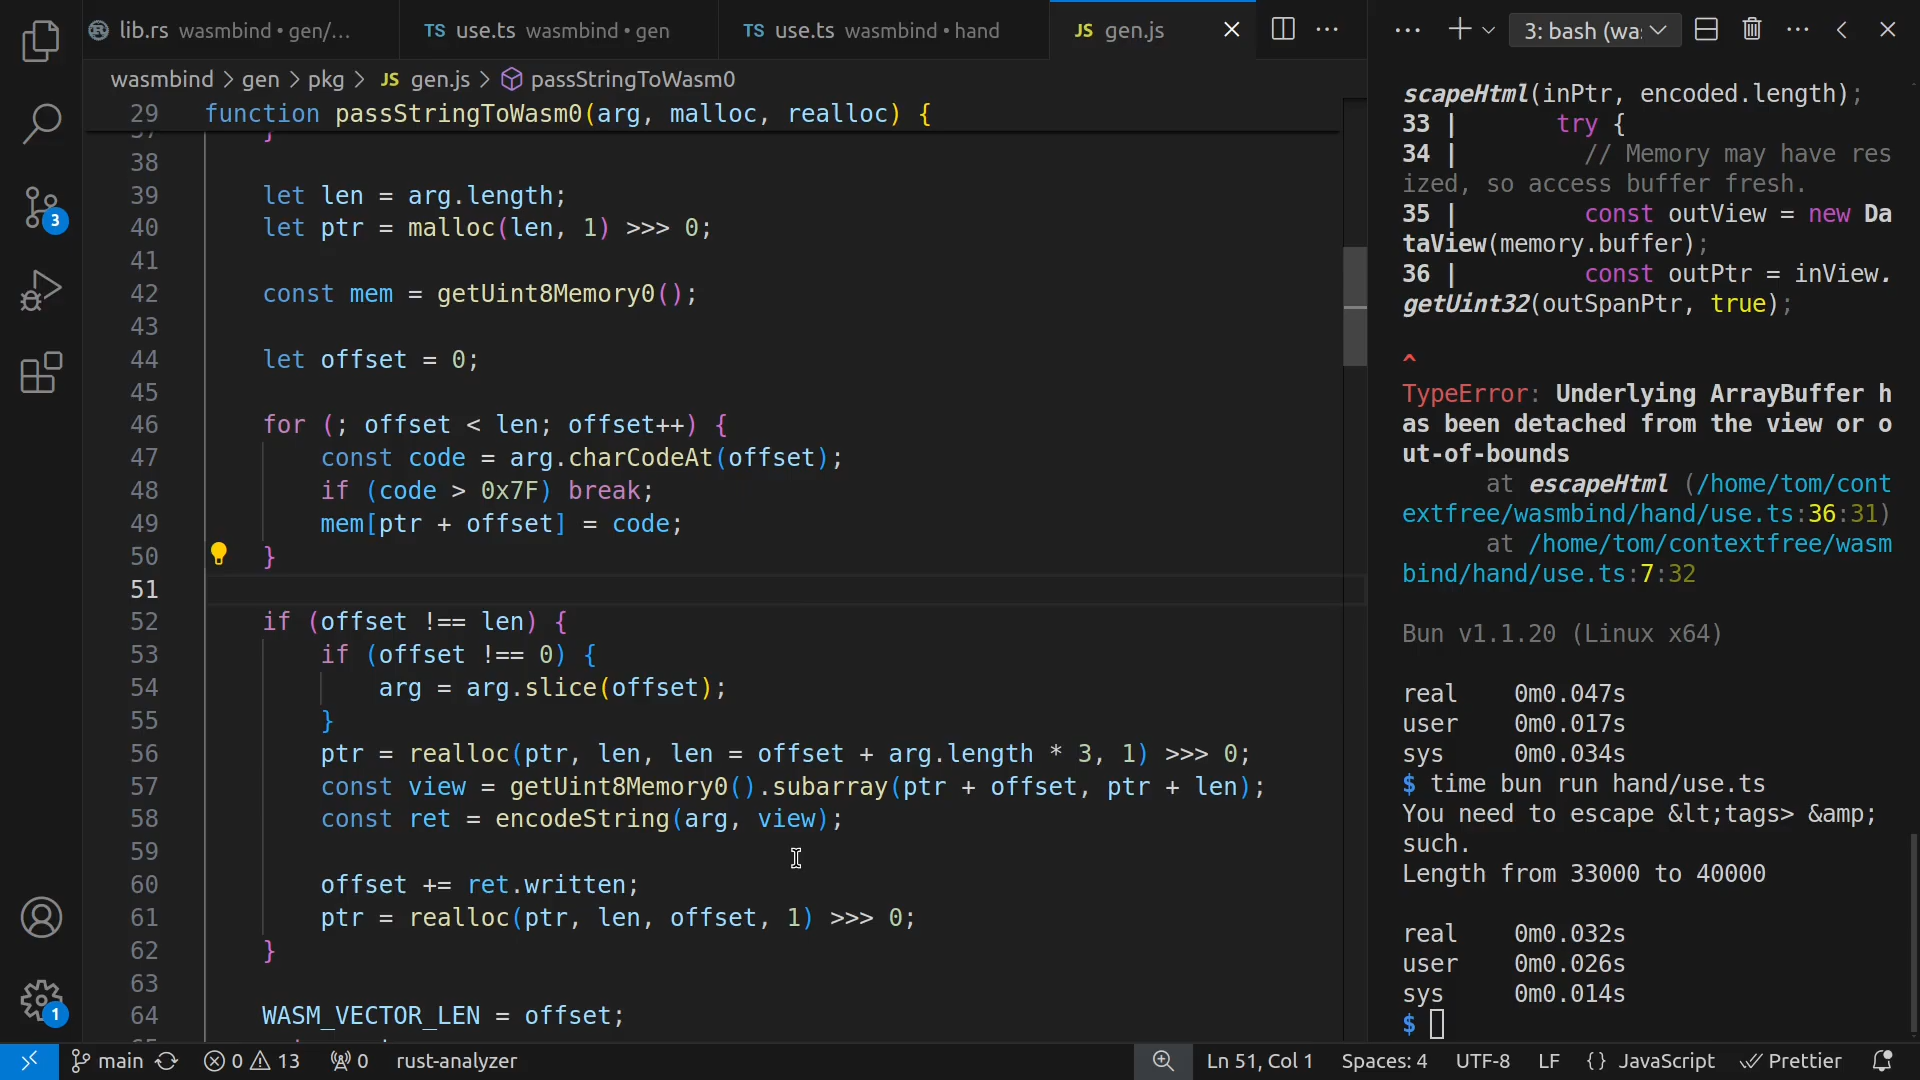 lib.rs wasmbind • gen/...
TS use.ts wasmbind • gen
TS use.ts wasmbind • hand
JS gen.js
3: bash (wa:
wasmbind > gen > pkg > JS gen.js > passStringToWasm0
29 function passStringToWasm0(arg, malloc, realloc) {
37 }
38
39 let len = arg.length;
40 let ptr = malloc(len, 1) >>> 0;
41
42 const mem = getUint8Memory0();
43
44 let offset = 0;
45
46 for (; offset < len; offset++) {
47 const code = arg.charCodeAt(offset);
48 if (code > 0x7F) break;
49 mem[ptr + offset] = code;
50 }
51
52 if (offset !== len) {
53 if (offset !== 0) {
54 arg = arg.slice(offset);
55 }
56 ptr = realloc(ptr, len, len = offset + arg.length * 3, 1) >>> 0;
57 const view = getUint8Memory0().subarray(ptr + offset, ptr + len);
58 const ret = encodeString(arg, view);
59
60 offset += ret.written;
61 ptr = realloc(ptr, len, offset, 1) >>> 0;
62 }
63
64 WASM_VECTOR_LEN = offset;
scapeHtml(inPtr, encoded.length);
33 | try {
34 | // Memory may have res
ized, so access buffer fresh.
35 | const outView = new Da
taView(memory.buffer);
36 | const outPtr = inView.
getUint32(outSpanPtr, true);
^
TypeError: Underlying ArrayBuffer h
as been detached from the view or o
ut-of-bounds
at escapeHtml (/home/tom/cont
extfree/wasmbind/hand/use.ts:36:31)
at /home/tom/contextfree/wasm
bind/hand/use.ts:7:32
Bun v1.1.20 (Linux x64)
real 0m0.047s
user 0m0.017s
sys 0m0.034s
$ time bun run hand/use.ts
You need to escape &lt;tags> &amp;
such.
Length from 33000 to 40000
real 0m0.032s
user 0m0.026s
sys 0m0.014s
$
3
1
main 0 13 0 rust-analyzer
Ln 51, Col 1 Spaces: 4 UTF-8 LF {} JavaScript Prettier